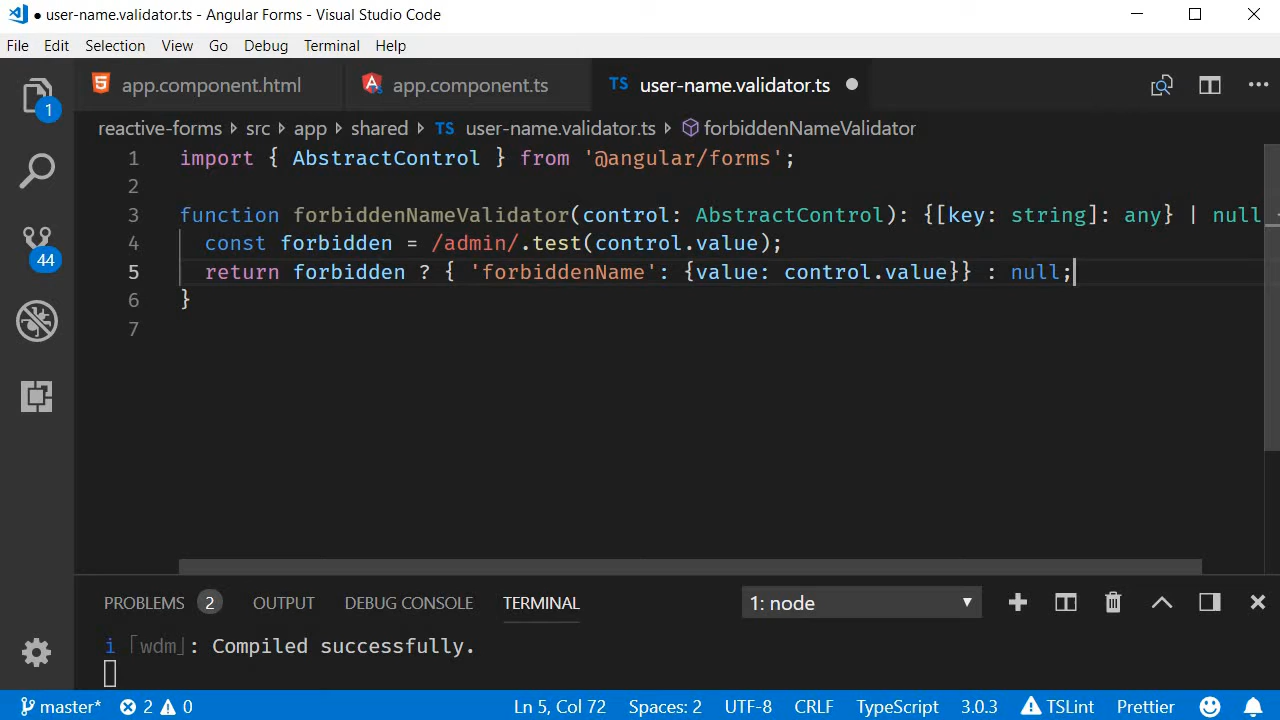 ● user-name.validator.ts - Angular Forms - Visual Studio Code
File Edit Selection View Go Debug Terminal Help
app.component.html app.component.ts TS user-name.validator.ts ●
reactive-forms › src › app › shared › TS user-name.validator.ts › forbiddenNameValidator
1 import { AbstractControl } from '@angular/forms';
2
3 function forbiddenNameValidator(control: AbstractControl): {[key: string]: any} | null
4 const forbidden = /admin/.test(control.value);
5 return forbidden ? { 'forbiddenName': {value: control.value}} : null;
6 }
7
1
44
PROBLEMS 2 OUTPUT DEBUG CONSOLE TERMINAL 1: node
i ｢wdm｣: Compiled successfully.
master* 2 0 Ln 5, Col 72 Spaces: 2 UTF-8 CRLF TypeScript 3.0.3 TSLint Prettier